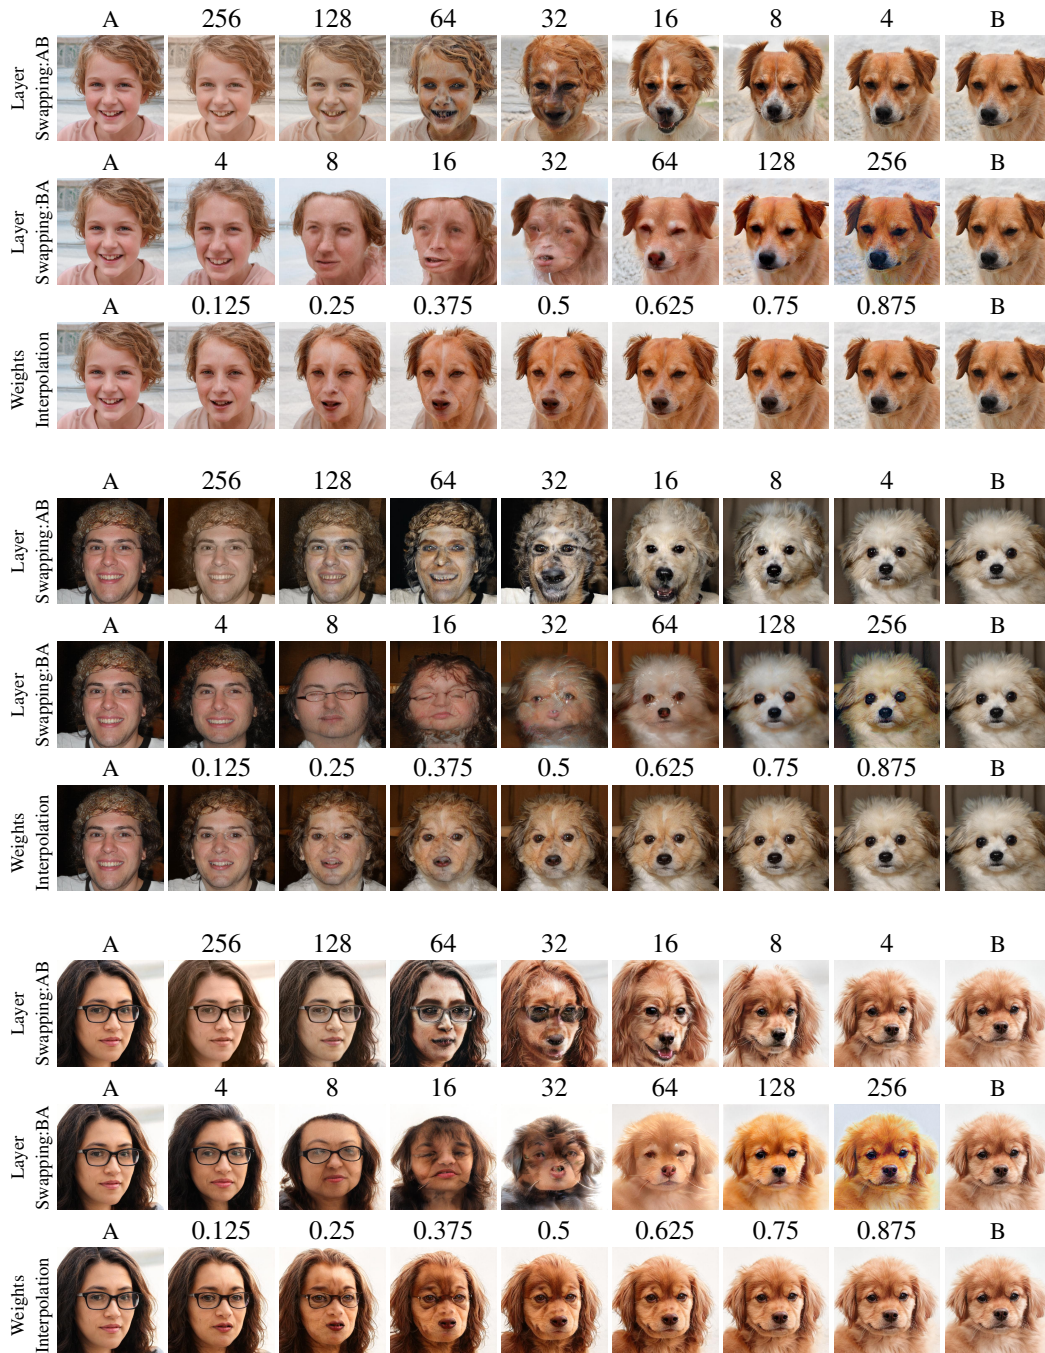 A 256 128 64 32 16 8 4 B
Layer
Swapping:AB
A 4 8 16 32 64 128 256 B
Layer
Swapping:BA
A 0.125 0.25 0.375 0.5 0.625 0.75 0.875 B
Weights
Interpolation
A 256 128 64 32 16 8 4 B
Layer
Swapping:AB
A 4 8 16 32 64 128 256 B
Layer
Swapping:BA
A 0.125 0.25 0.375 0.5 0.625 0.75 0.875 B
Weights
Interpolation
A 256 128 64 32 16 8 4 B
Layer
Swapping:AB
A 4 8 16 32 64 128 256 B
Layer
Swapping:BA
A 0.125 0.25 0.375 0.5 0.625 0.75 0.875 B
Weights
Interpolation